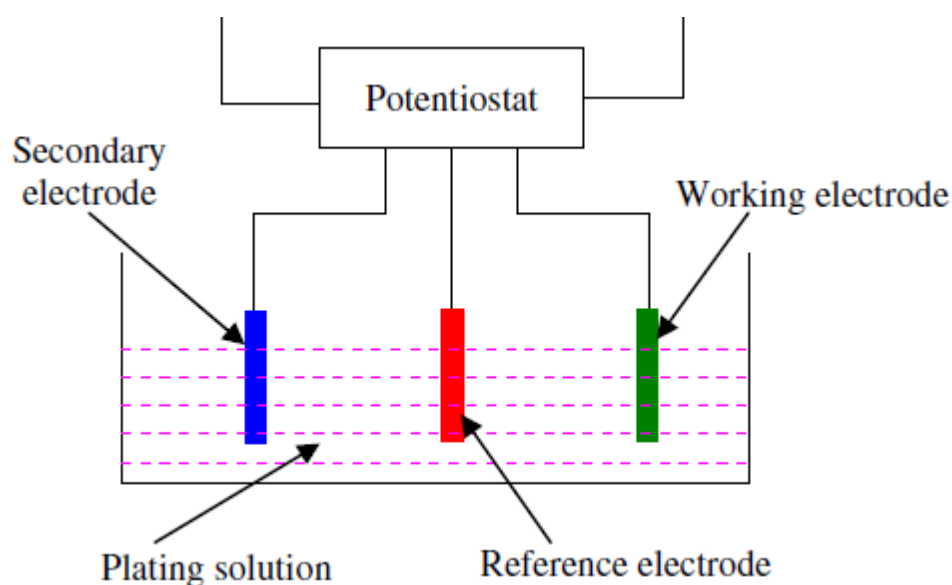 Potentiostat
Secondary
electrode
Working electrode
Plating solution
Reference electrode